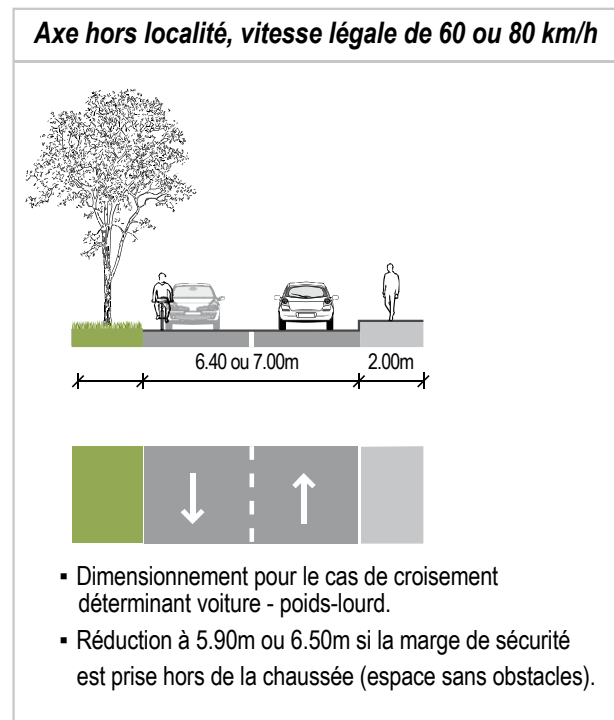 Axe hors localité, vitesse légale de 60 ou 80 km/h
6.40 ou 7.00m
2.00m
▪ Dimensionnement pour le cas de croisement
déterminant voiture - poids-lourd.
▪ Réduction à 5.90m ou 6.50m si la marge de sécurité
est prise hors de la chaussée (espace sans obstacles).